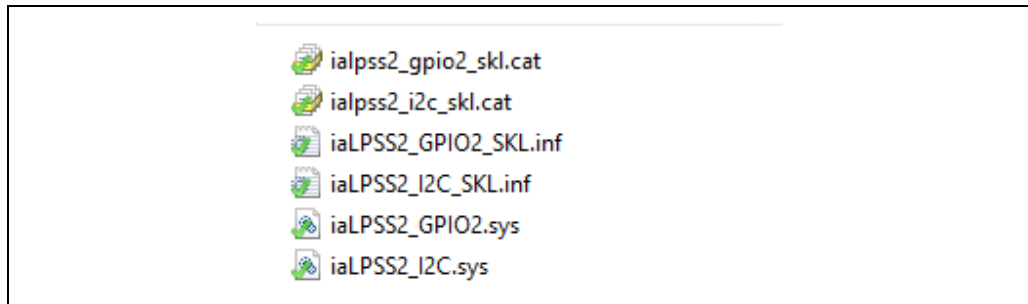 ialpss2_gpio2_skl.cat
ialpss2_i2c_skl.cat
iaLPSS2_GPIO2_SKL.inf
iaLPSS2_I2C_SKL.inf
iaLPSS2_GPIO2.sys
iaLPSS2_I2C.sys